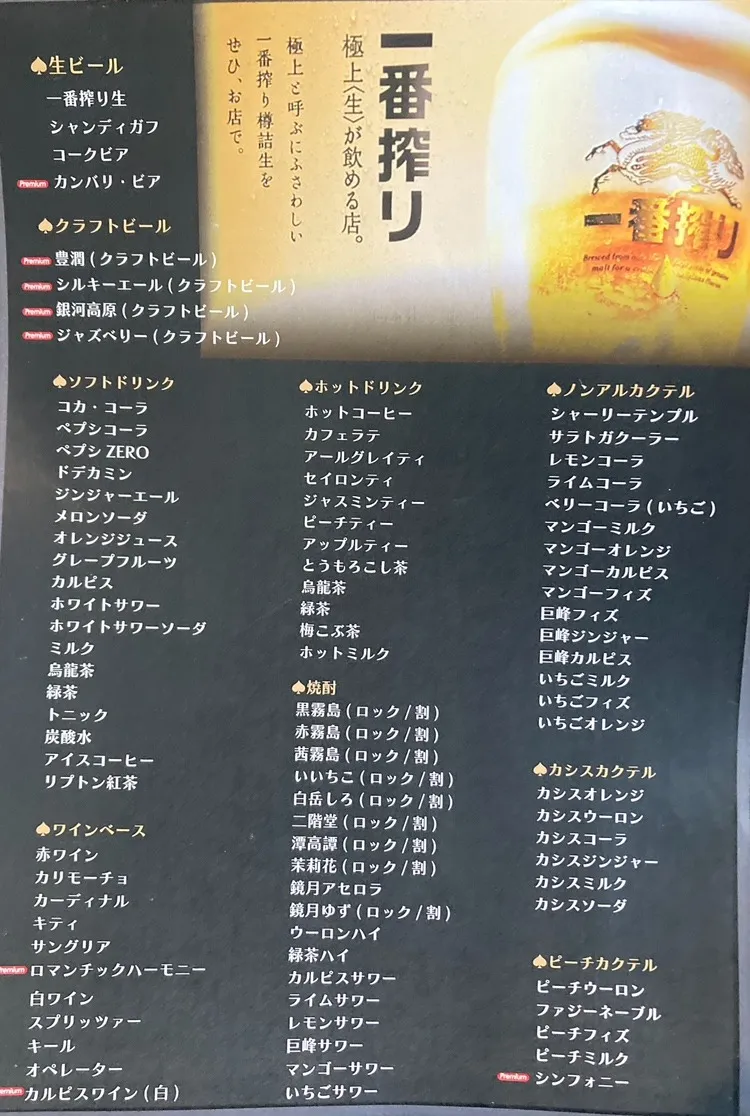 ♠生ビール
一番搾り生
シャンディガフ
コークビア
Premium カンパリ・ビア
♠クラフトビール
Premium 豊潤(クラフトビール)
Premium シルキーエール(クラフトビール)
Premium 銀河高原(クラフトビール)
Premium ジャズベリー(クラフトビール)
一番搾り
極上〈生〉が飲める店。
極上と呼ぶにふさわしい
一番搾り樽詰生を
ぜひ、お店で。
一番搾り
Brewed from
malt for a
♠ソフトドリンク
コカ・コーラ
ペプシコーラ
ペプシ ZERO
ドデカミン
ジンジャーエール
メロンソーダ
オレンジジュース
グレープフルーツ
カルピス
ホワイトサワー
ホワイトサワーソーダ
ミルク
烏龍茶
緑茶
トニック
炭酸水
アイスコーヒー
リプトン紅茶
♠ワインベース
赤ワイン
カリモーチョ
カーディナル
キティ
サングリア
Premium ロマンチックハーモニー
白ワイン
スプリッツァー
キール
オペレーター
Premium カルピスワイン(白)
♠ホットドリンク
ホットコーヒー
カフェラテ
アールグレイティ
セイロンティ
ジャスミンティー
ピーチティー
アップルティー
とうもろこし茶
烏龍茶
緑茶
梅こぶ茶
ホットミルク
♠焼酎
黒霧島(ロック/割)
赤霧島(ロック/割)
茜霧島(ロック/割)
いいちこ(ロック/割)
白岳しろ(ロック/割)
二階堂(ロック/割)
潭高譚(ロック/割)
茉莉花(ロック/割)
鏡月アセロラ
鏡月ゆず(ロック/割)
ウーロンハイ
緑茶ハイ
カルピスサワー
ライムサワー
レモンサワー
巨峰サワー
マンゴーサワー
いちごサワー
♠ノンアルカクテル
シャーリーテンプル
サラトガクーラー
レモンコーラ
ライムコーラ
ベリーコーラ(いちご)
マンゴーミルク
マンゴーオレンジ
マンゴーカルピス
マンゴーフィズ
巨峰フィズ
巨峰ジンジャー
巨峰カルピス
いちごミルク
いちごフィズ
いちごオレンジ
♠カシスカクテル
カシスオレンジ
カシスウーロン
カシスコーラ
カシスジンジャー
カシスミルク
カシスソーダ
♠ピーチカクテル
ピーチウーロン
ファジーネーブル
ピーチフィズ
ピーチミルク
Premium シンフォニー